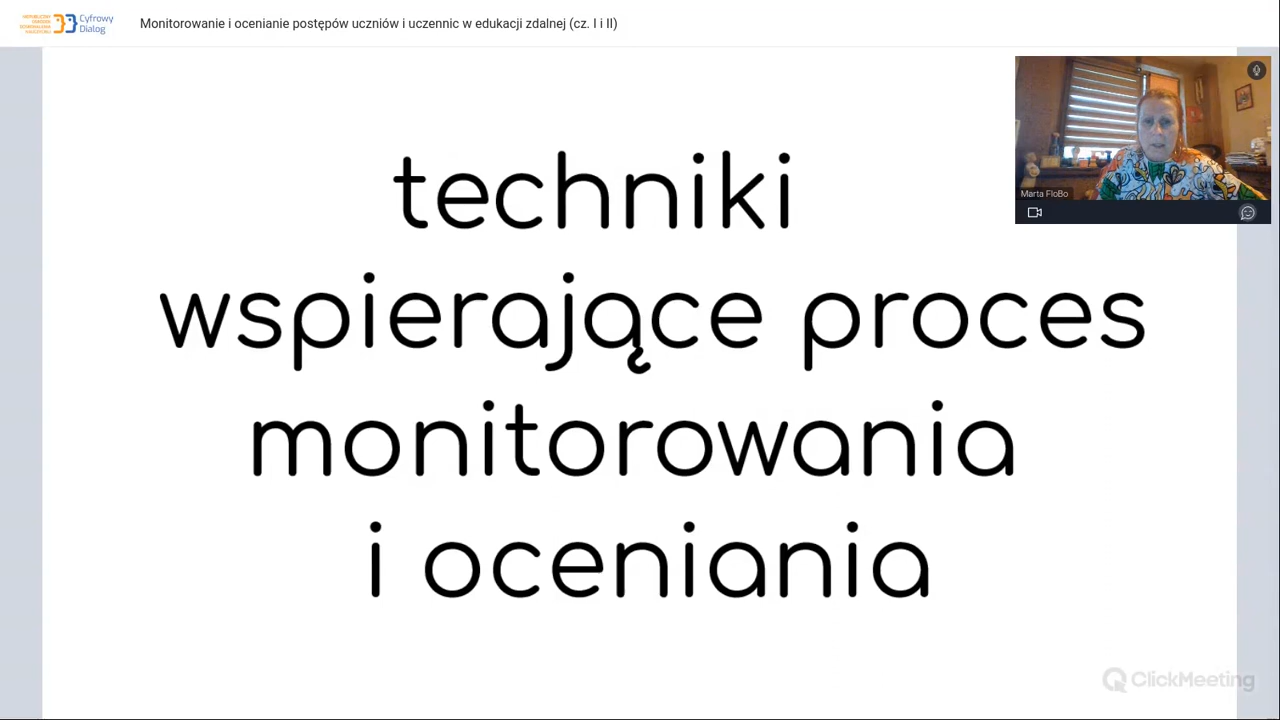 Cyfrowy
Dialog
Monitorowanie i ocenianie postępów uczniów i uczennic w edukacji zdalnej (cz. I i II)
techniki
wspierające proces
monitorowania
i oceniania
Marta FloBo
ClickMeeting